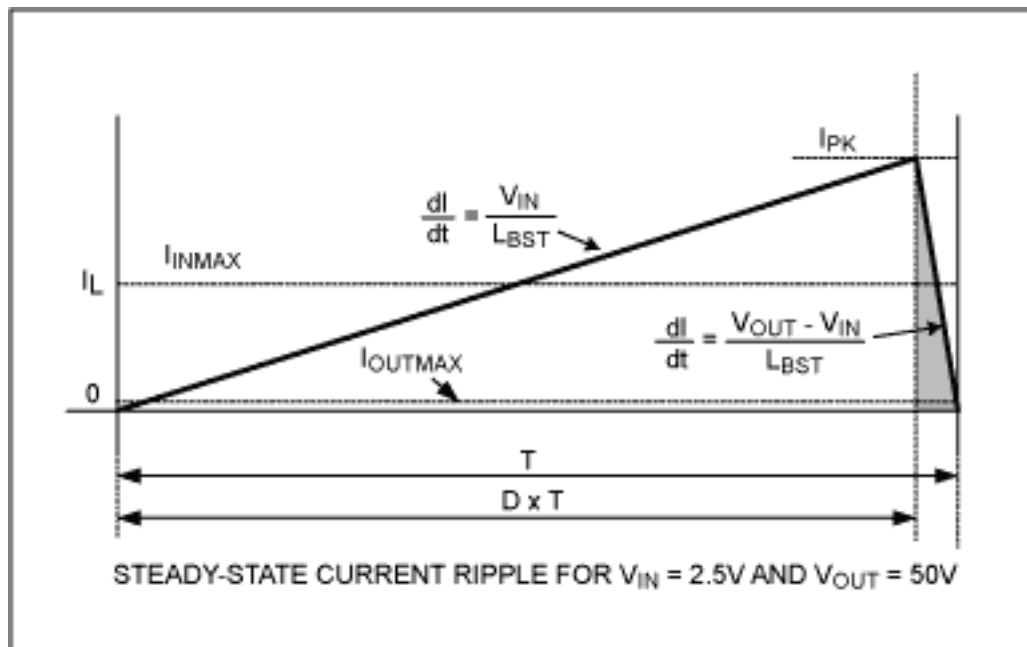 I_PK
dI/dt = V_IN/L_BST
I_INMAX
I_L
dI/dt = V_OUT - V_IN/L_BST
I_OUTMAX
0
T
D x T
STEADY-STATE CURRENT RIPPLE FOR V_IN = 2.5V AND V_OUT = 50V